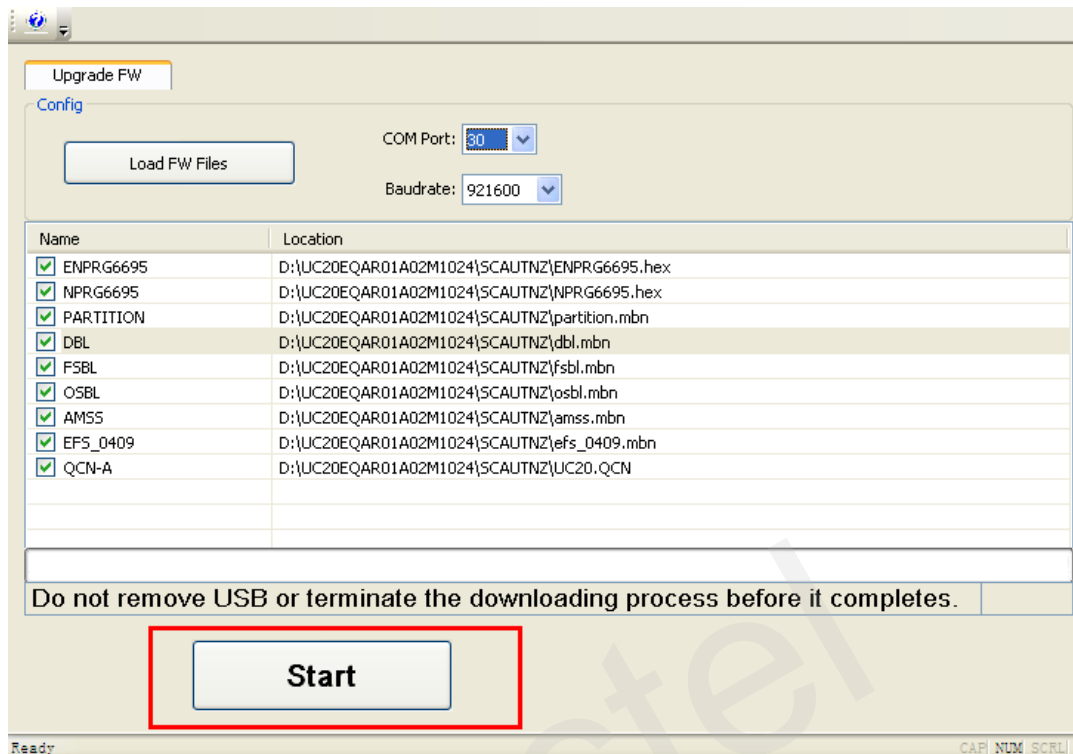 Upgrade FW
Config
Load FW Files
COM Port: 30
Baudrate: 921600
Name Location
ENPRG6695 D:\UC20EQAR01A02M1024\SCAUTNZ\ENPRG6695.hex
NPRG6695 D:\UC20EQAR01A02M1024\SCAUTNZ\NPRG6695.hex
PARTITION D:\UC20EQAR01A02M1024\SCAUTNZ\partition.mbn
DBL D:\UC20EQAR01A02M1024\SCAUTNZ\dbl.mbn
FSBL D:\UC20EQAR01A02M1024\SCAUTNZ\fsbl.mbn
OSBL D:\UC20EQAR01A02M1024\SCAUTNZ\osbl.mbn
AMSS D:\UC20EQAR01A02M1024\SCAUTNZ\amss.mbn
EFS_0409 D:\UC20EQAR01A02M1024\SCAUTNZ\efs_0409.mbn
QCN-A D:\UC20EQAR01A02M1024\SCAUTNZ\UC20.QCN
Do not remove USB or terminate the downloading process before it completes.
Start
Ready CAP NUM SCRL